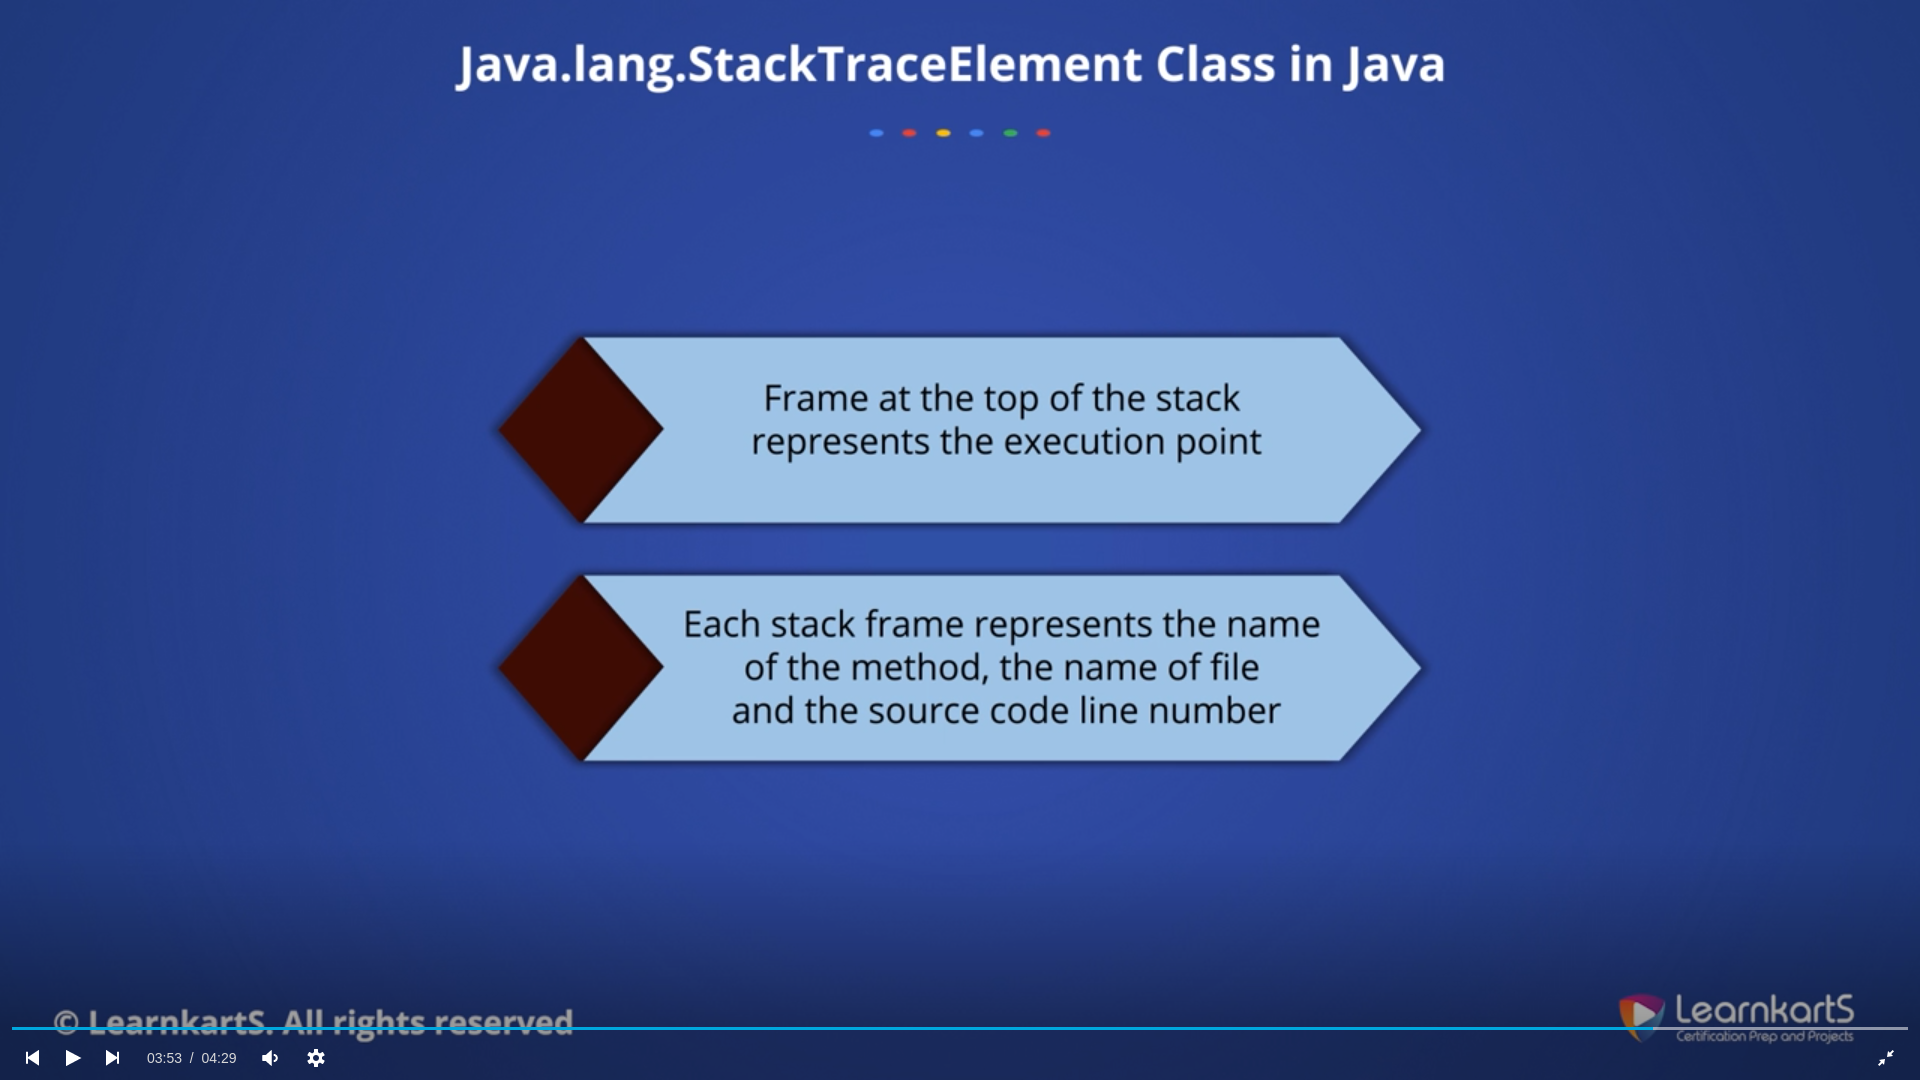 Java.lang.StackTraceElement Class in Java
Frame at the top of the stack
represents the execution point
Each stack frame represents the name
of the method, the name of file
and the source code line number
© LearnkartS. All rights reserved
LearnkartS
Certification Prep and Projects
03:53 / 04:29